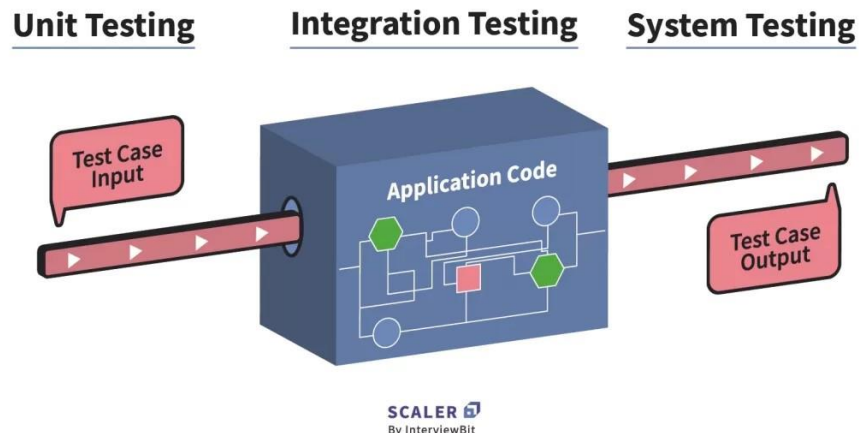 Unit Testing
Integration Testing
System Testing
Test Case
Input
Application Code
Test Case
Output
SCALER
By InterviewBit